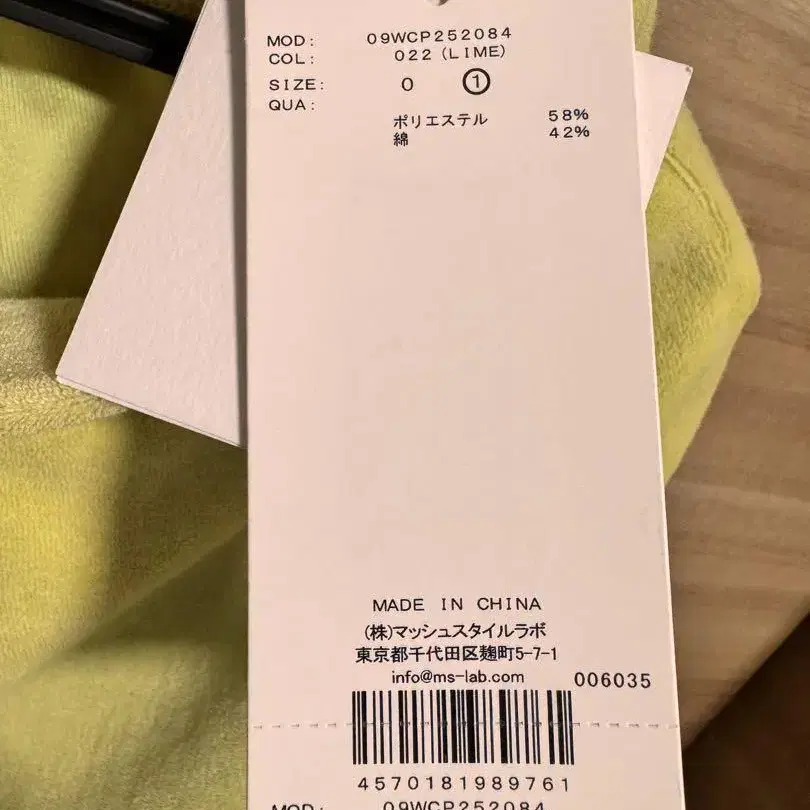 MOD: 09WCP252084
COL: 022 (LIME)
SIZE: 0 ①
QUA:
ポリエステル 58%
綿 42%
MADE IN CHINA
(株)マッシュスタイルラボ
東京都千代田区麹町5-7-1
info@ms-lab.com
006035
4570181989761
MOD: 09WCP252084